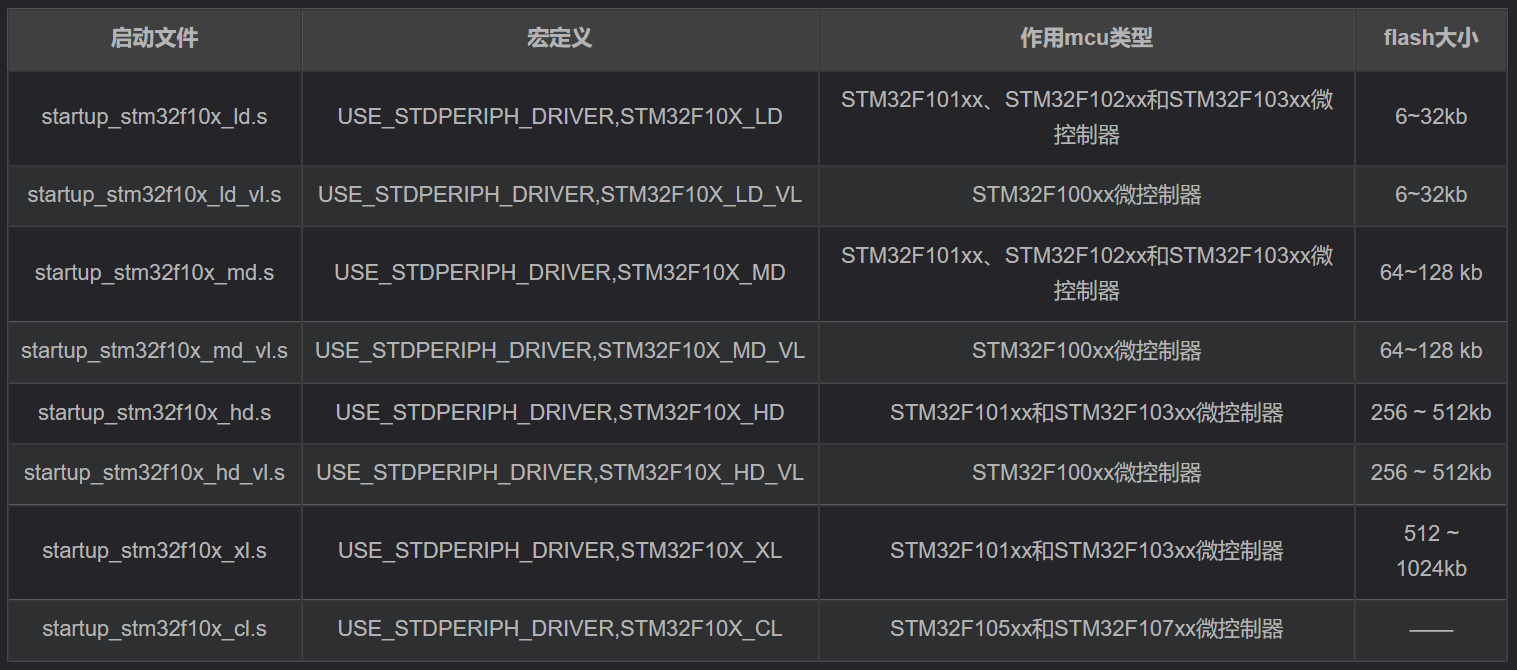 启动文件 宏定义 作用mcu类型 flash大小
startup_stm32f10x_ld.s USE_STDPERIPH_DRIVER,STM32F10X_LD STM32F101xx、STM32F102xx和STM32F103xx微
控制器 6~32kb
startup_stm32f10x_ld_vl.s USE_STDPERIPH_DRIVER,STM32F10X_LD_VL STM32F100xx微控制器 6~32kb
startup_stm32f10x_md.s USE_STDPERIPH_DRIVER,STM32F10X_MD STM32F101xx、STM32F102xx和STM32F103xx微
控制器 64~128 kb
startup_stm32f10x_md_vl.s USE_STDPERIPH_DRIVER,STM32F10X_MD_VL STM32F100xx微控制器 64~128 kb
startup_stm32f10x_hd.s USE_STDPERIPH_DRIVER,STM32F10X_HD STM32F101xx和STM32F103xx微控制器 256 ~ 512kb
startup_stm32f10x_hd_vl.s USE_STDPERIPH_DRIVER,STM32F10X_HD_VL STM32F100xx微控制器 256 ~ 512kb
startup_stm32f10x_xl.s USE_STDPERIPH_DRIVER,STM32F10X_XL STM32F101xx和STM32F103xx微控制器 512 ~
1024kb
startup_stm32f10x_cl.s USE_STDPERIPH_DRIVER,STM32F10X_CL STM32F105xx和STM32F107xx微控制器 ——